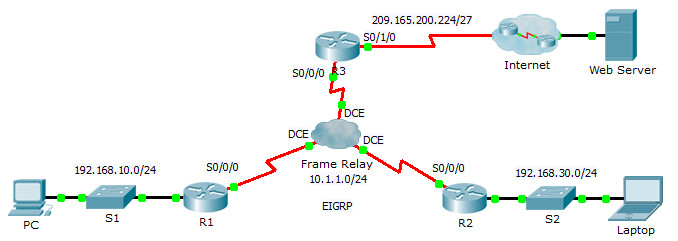 209.165.200.224/27
S0/1/0
Internet
Web Server
R3
S0/0/0
DCE
DCE
DCE
Frame Relay
10.1.1.0/24
EIGRP
192.168.10.0/24
S0/0/0
PC
S1
R1
S0/0/0
192.168.30.0/24
R2
S2
Laptop